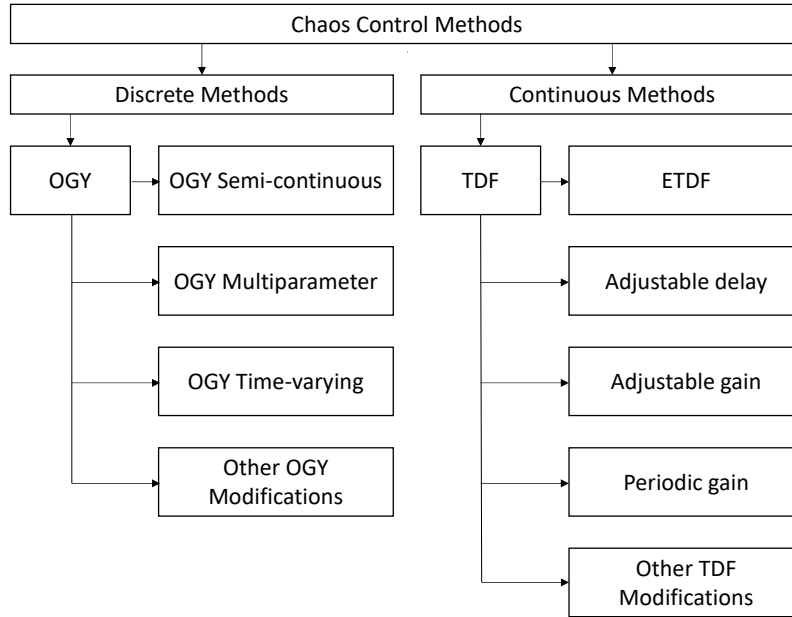 Chaos Control Methods
Discrete Methods
Continuous Methods
OGY
OGY Semi-continuous
TDF
ETDF
OGY Multiparameter
Adjustable delay
OGY Time-varying
Adjustable gain
Other OGY
Modifications
Periodic gain
Other TDF
Modifications